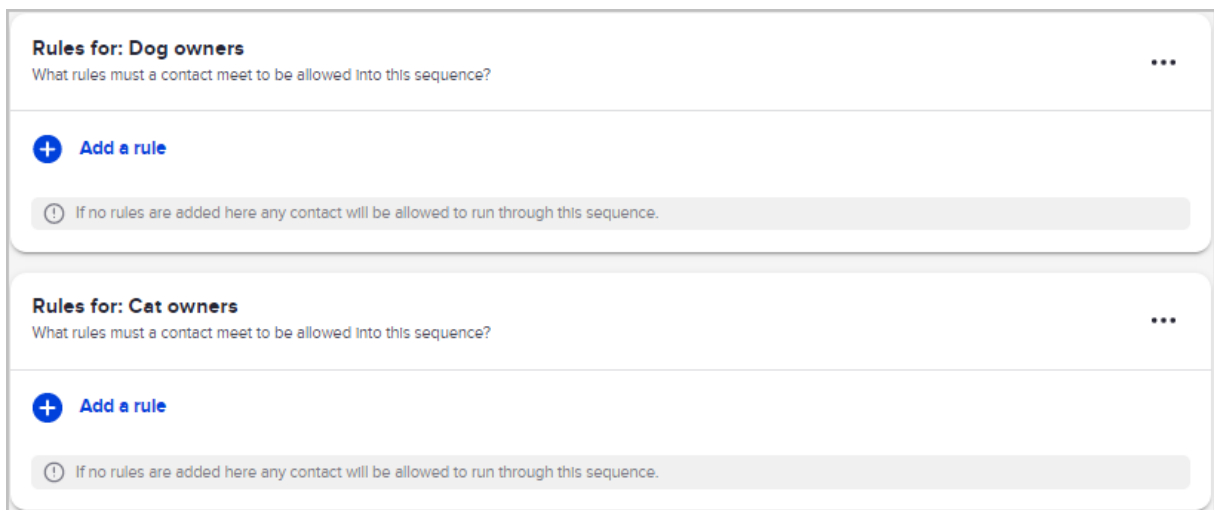 Rules for: Dog owners
What rules must a contact meet to be allowed into this sequence?
Add a rule
If no rules are added here any contact will be allowed to run through this sequence.
Rules for: Cat owners
What rules must a contact meet to be allowed into this sequence?
Add a rule
If no rules are added here any contact will be allowed to run through this sequence.